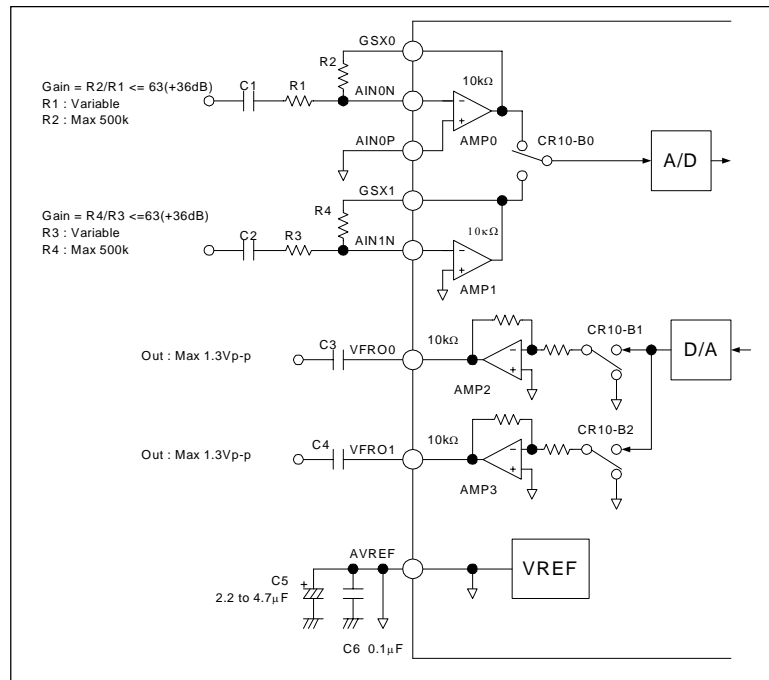 GSX0
R2
10kΩ
Gain = R2/R1 <= 63(+36dB)
R1 : Variable
R2 : Max 500k
C1
R1
AIN0N
AIN0P
AMP0
CR10-B0
A/D
GSX1
R4
10κΩ
Gain = R4/R3 <=63(+36dB)
R3 : Variable
R4 : Max 500k
C2
R3
AIN1N
AMP1
CR10-B1
D/A
Out : Max 1.3Vp-p
C3
VFRO0
10kΩ
AMP2
CR10-B2
Out : Max 1.3Vp-p
C4
VFRO1
10kΩ
AMP3
AVREF
VREF
C5
+
2.2 to 4.7μF
C6 0.1μF